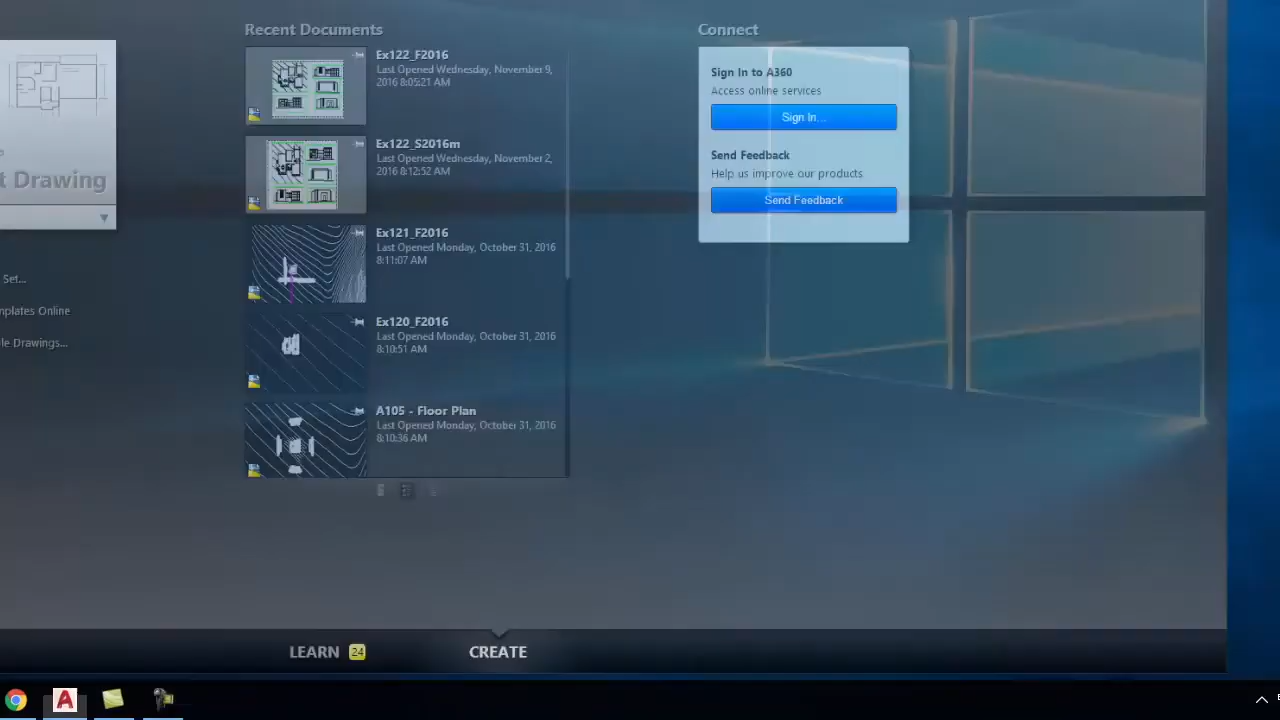 Recent Documents
Connect
Ex122_F2016
Last Opened Wednesday, November 9,
2016 8:05:21 AM
Sign In to A360
Access online services
Sign In...
Ex122_S2016m
Last Opened Wednesday, November 2,
2016 8:12:52 AM
Send Feedback
Help us improve our products
Send Feedback
t Drawing
Ex121_F2016
Last Opened Monday, October 31, 2016
8:11:07 AM
Set...
mplates Online
Ex120_F2016
Last Opened Monday, October 31, 2016
8:10:51 AM
le Drawings...
A105 - Floor Plan
Last Opened Monday, October 31, 2016
8:10:36 AM
LEARN 24
CREATE